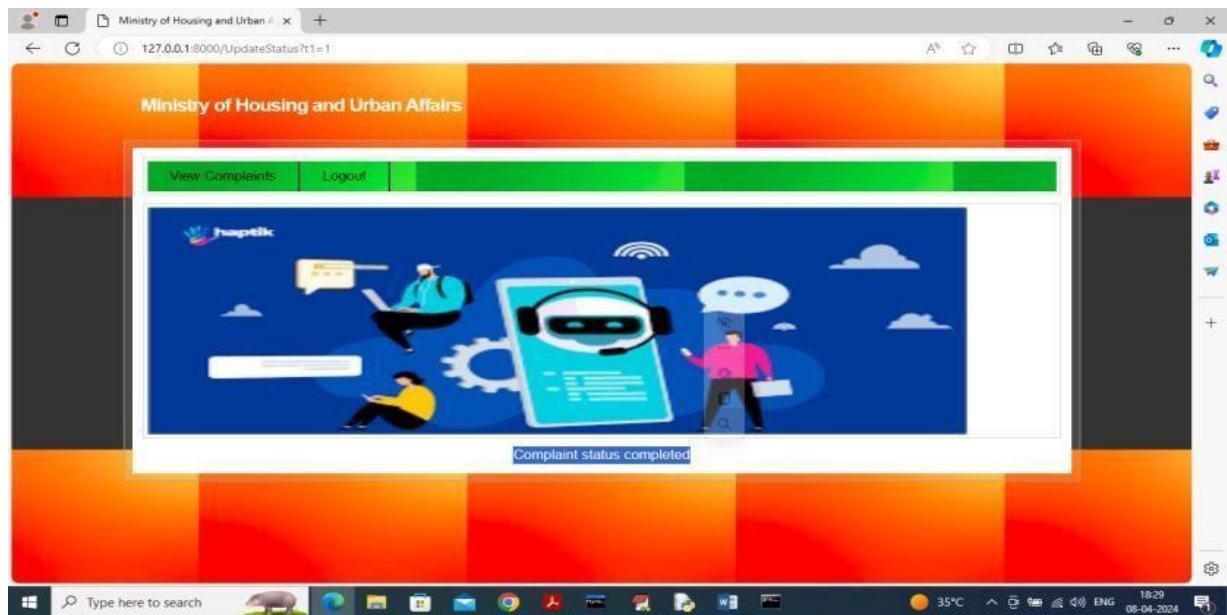 Ministry of Housing and Urban A
127.0.0.1:8000/UpdateStatus?t1=1
Ministry of Housing and Urban Affairs
View Complaints Logout
haptik
Complaint status completed
Type here to search
35°C ENG 18:29
08-04-2024